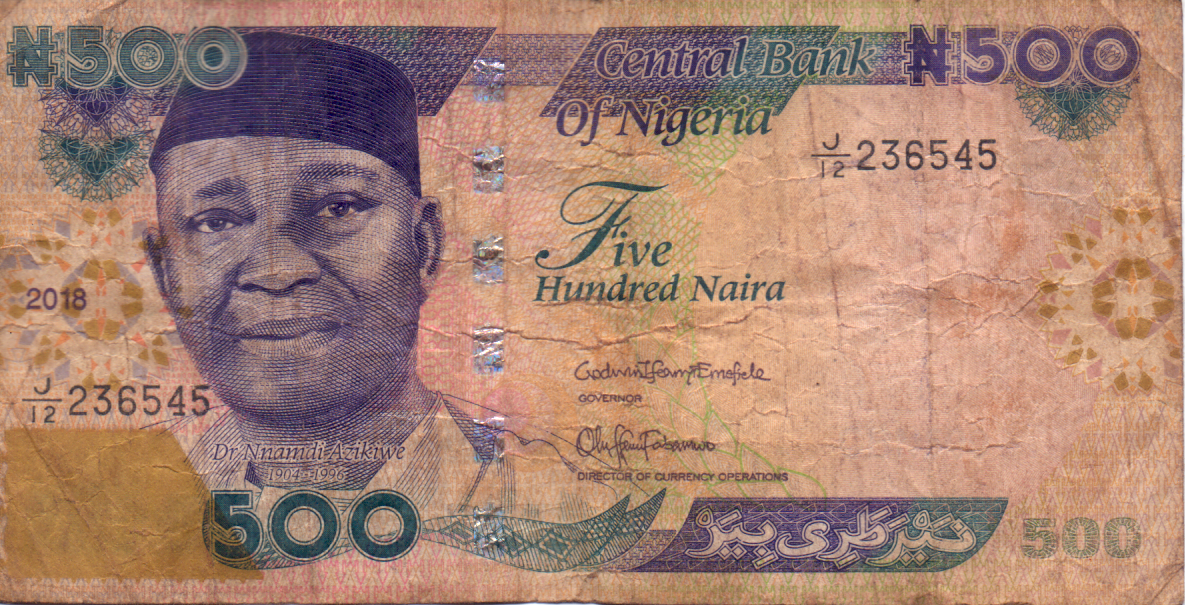 ₦500
Central Bank
Of Nigeria
₦500
J/12 236545
Five
Hundred Naira
2018
GOVERNOR
J/12 236545
Dr Nnamdi Azikiwe
1904 - 1996
DIRECTOR OF CURRENCY OPERATIONS
500
نَيْرَ طَرِى بِيَرْ
500